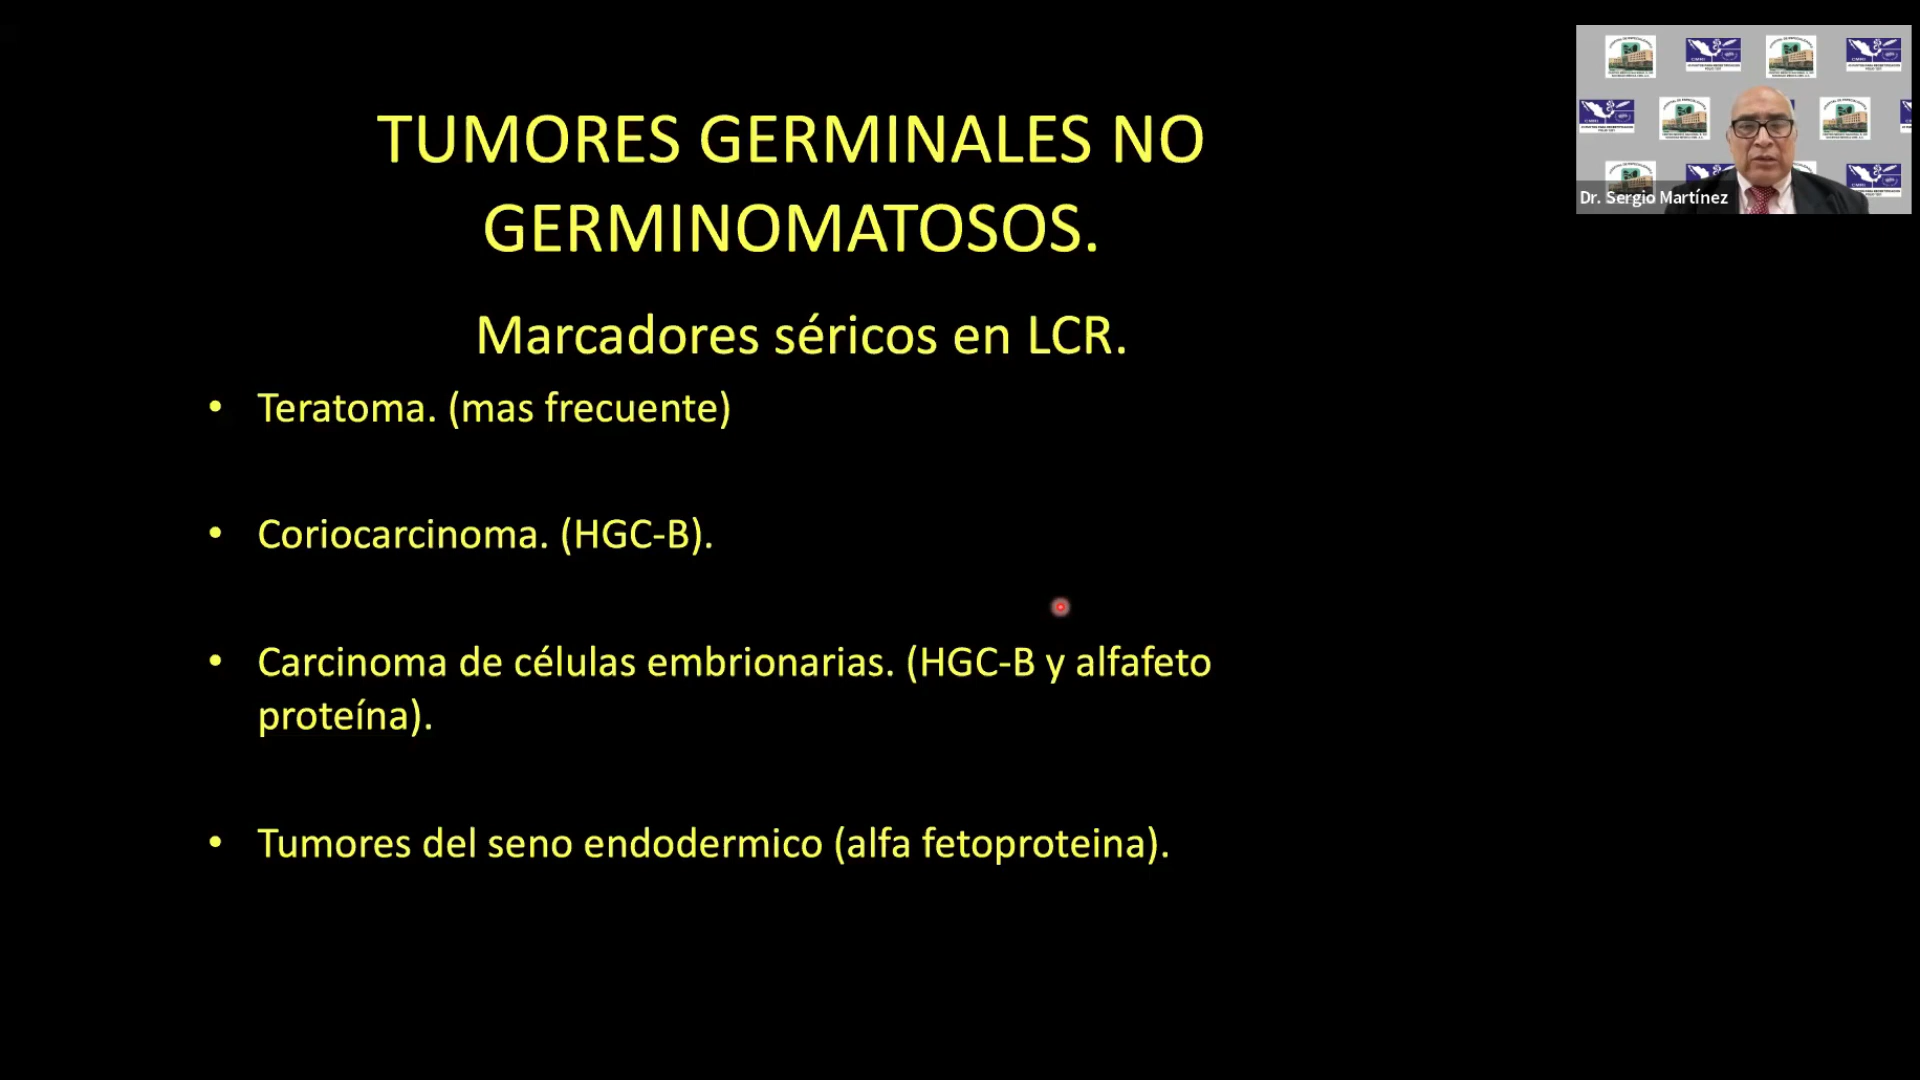 TUMORES GERMINALES NO
GERMINOMATOSOS.
Marcadores séricos en LCR.
• Teratoma. (mas frecuente)
• Coriocarcinoma. (HGC-B).
• Carcinoma de células embrionarias. (HGC-B y alfafeto
proteína).
• Tumores del seno endodermico (alfa fetoproteina).
Dr. Sergio Martínez